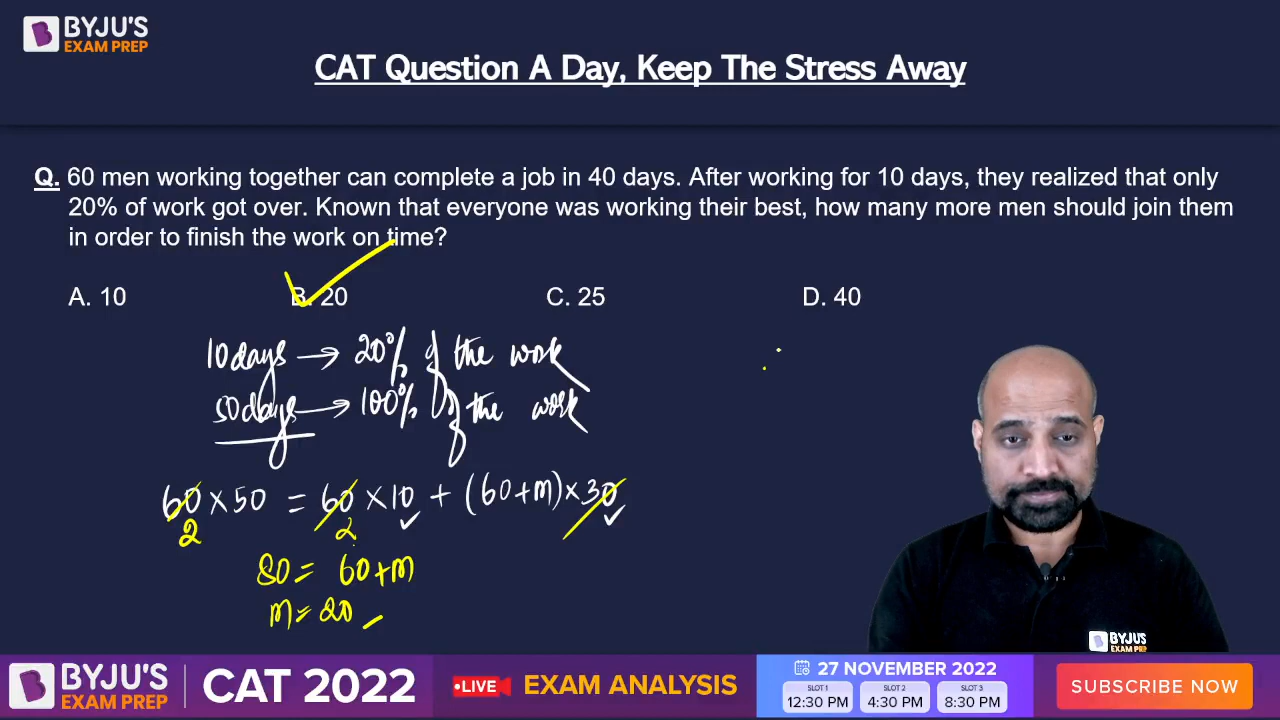 BYJU'S
EXAM PREP
CAT Question A Day, Keep The Stress Away
Q. 60 men working together can complete a job in 40 days. After working for 10 days, they realized that only
20% of work got over. Known that everyone was working their best, how many more men should join them
in order to finish the work on time?
A. 10 B. 20 C. 25 D. 40
10 days → 20% of the work
50 days → 100% of the work
60 × 50 = 60 × 10 + (60 + m) × 30
2 2
80 = 60 + m
m = 20
BYJU'S
EXAM PREP
BYJU'S
EXAM PREP
CAT 2022
•LIVE
EXAM ANALYSIS
27 NOVEMBER 2022
SLOT 1 SLOT 2 SLOT 3
12:30 PM 4:30 PM 8:30 PM
SUBSCRIBE NOW